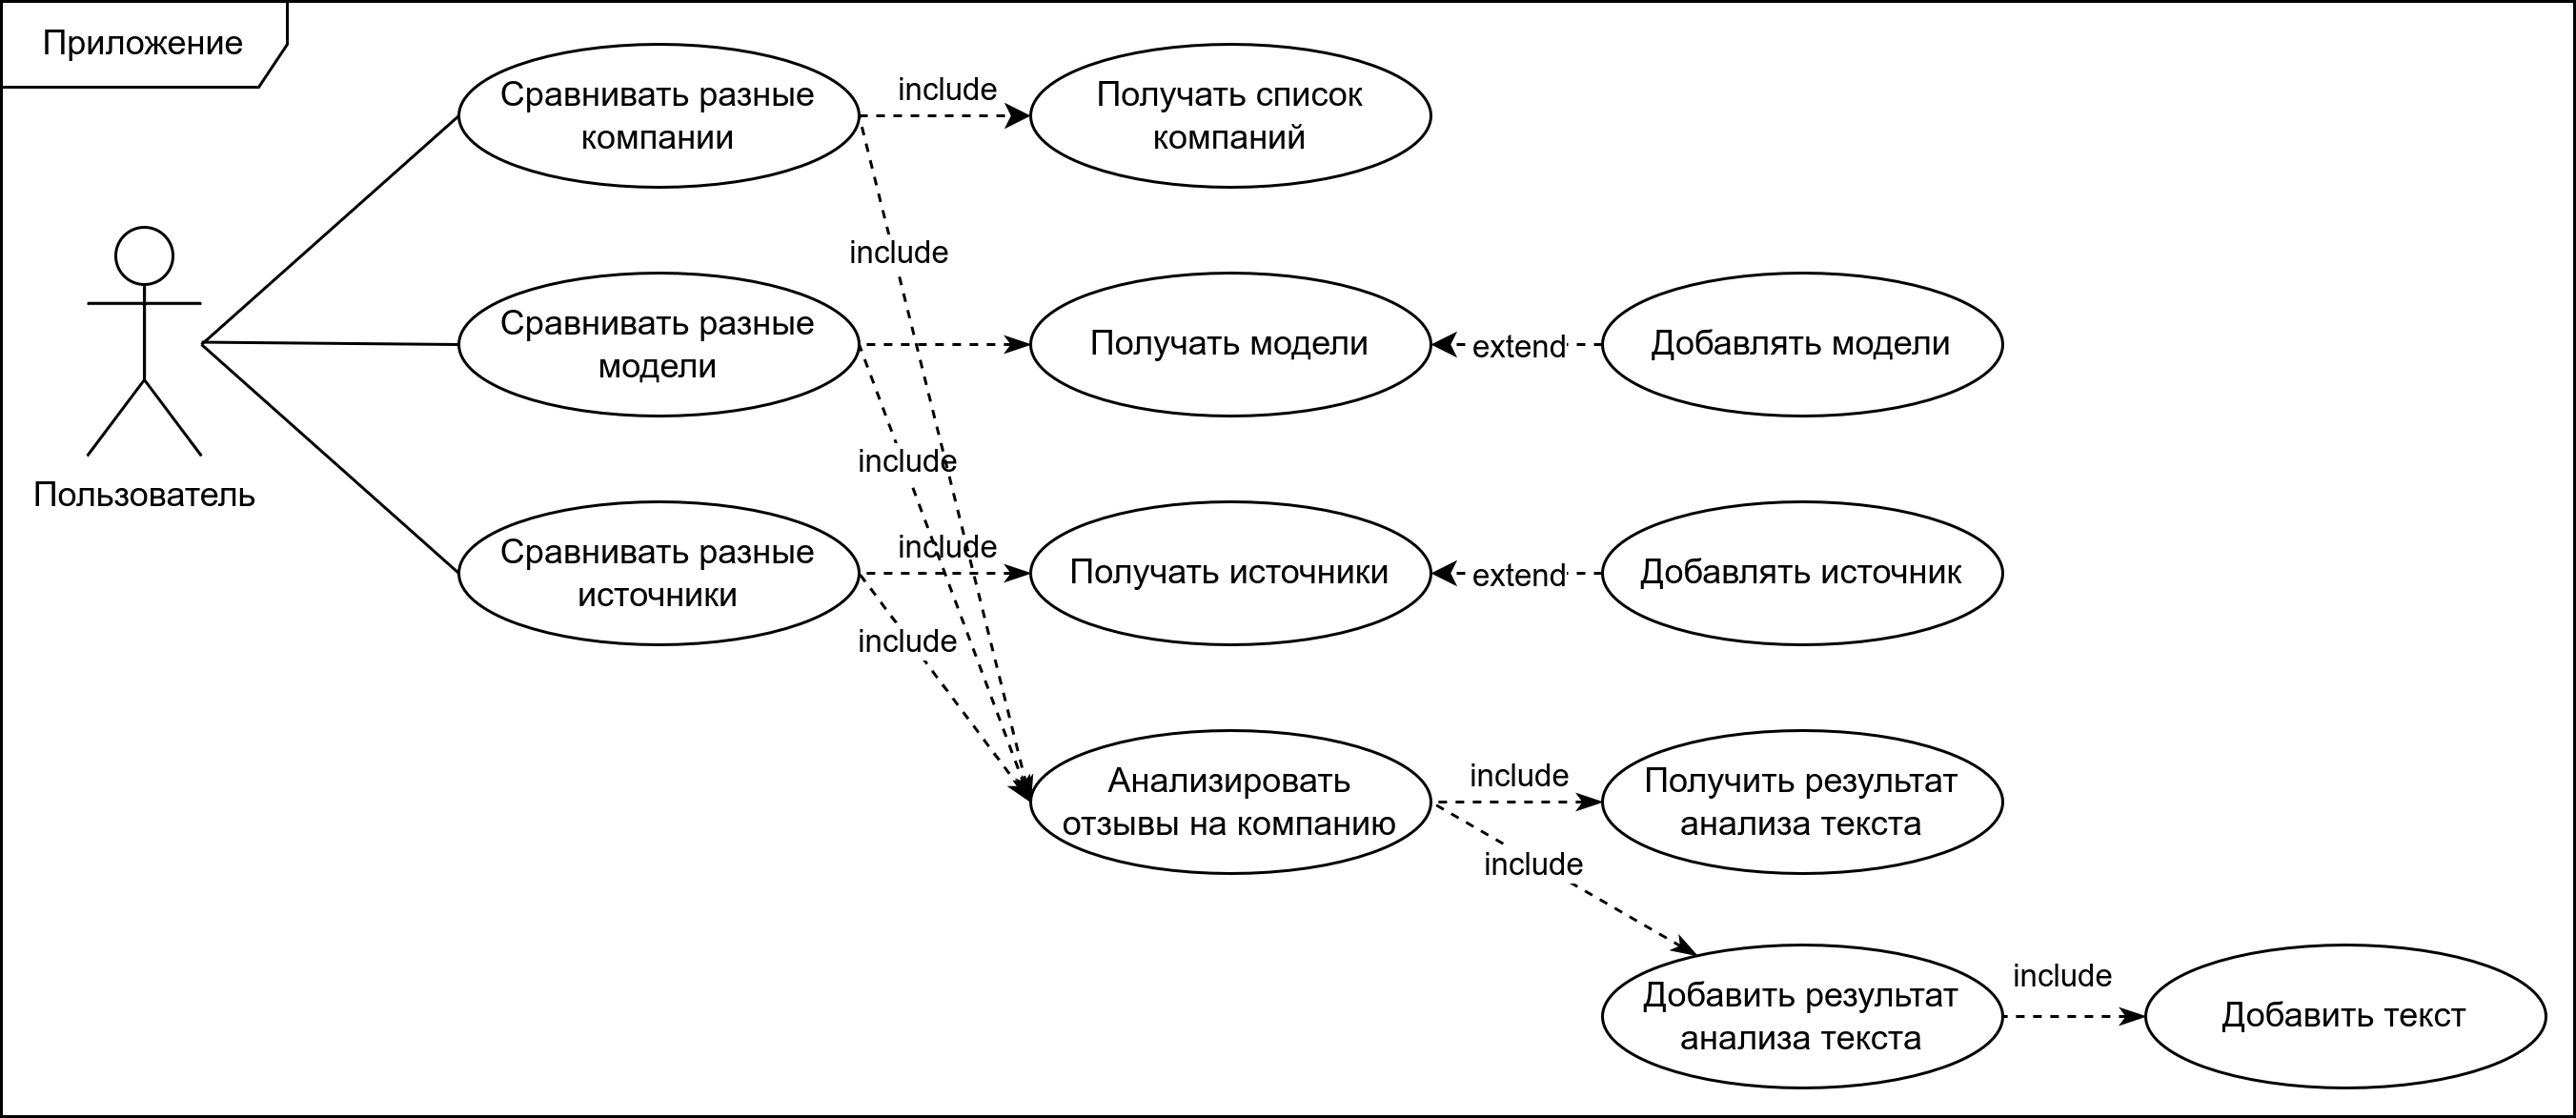 Приложение
Сравнивать разные
компании
include
Получать список
компаний
include
Сравнивать разные
модели
Получать модели
extend
Добавлять модели
Пользователь
include
Сравнивать разные
источники
include
Получать источники
extend
Добавлять источник
include
Анализировать
отзывы на компанию
include
Получить результат
анализа текста
include
Добавить результат
анализа текста
include
Добавить текст